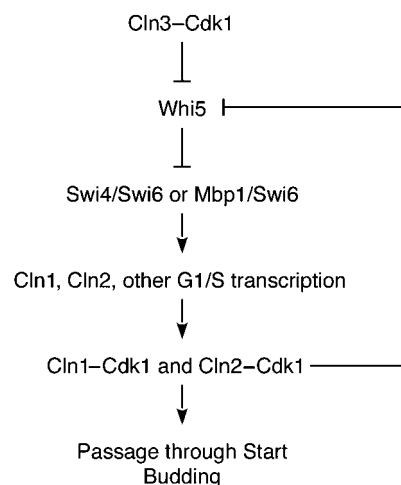 Cln3–Cdk1
Whi5
Swi4/Swi6 or Mbp1/Swi6
Cln1, Cln2, other G1/S transcription
Cln1–Cdk1 and Cln2–Cdk1
Passage through Start
Budding